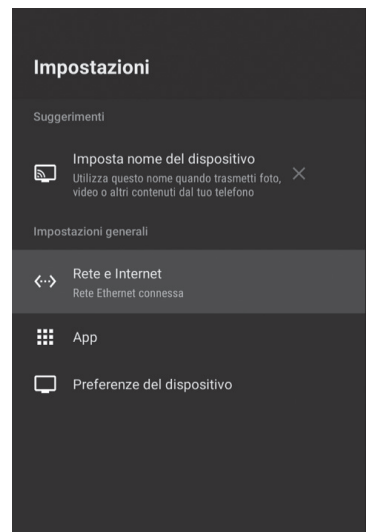 Impostazioni
Suggerimenti
Imposta nome del dispositivo
Utilizza questo nome quando trasmetti foto,
video o altri contenuti dal tuo telefono
Impostazioni generali
Rete e Internet
Rete Ethernet connessa
App
Preferenze del dispositivo